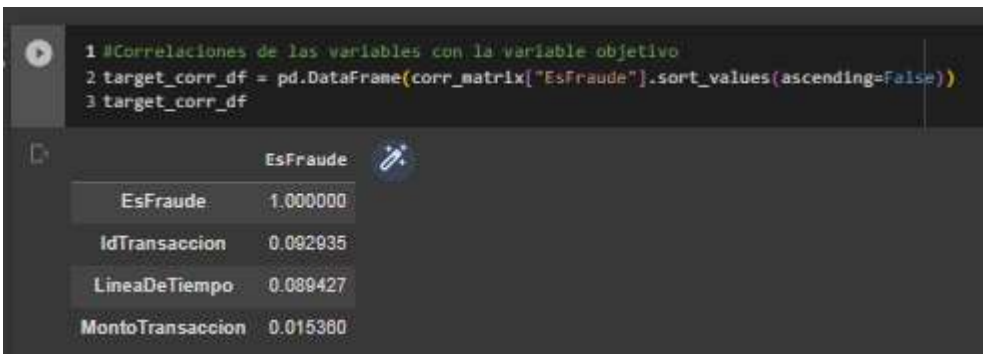 1 #Correlaciones de las variables con la variable objetivo
2 target_corr_df = pd.DataFrame(corr_matrix["EsFraude"].sort_values(ascending=False))
3 target_corr_df
EsFraude
EsFraude 1.000000
IdTransaccion 0.092935
LineaDeTiempo 0.089427
MontoTransaccion 0.015360